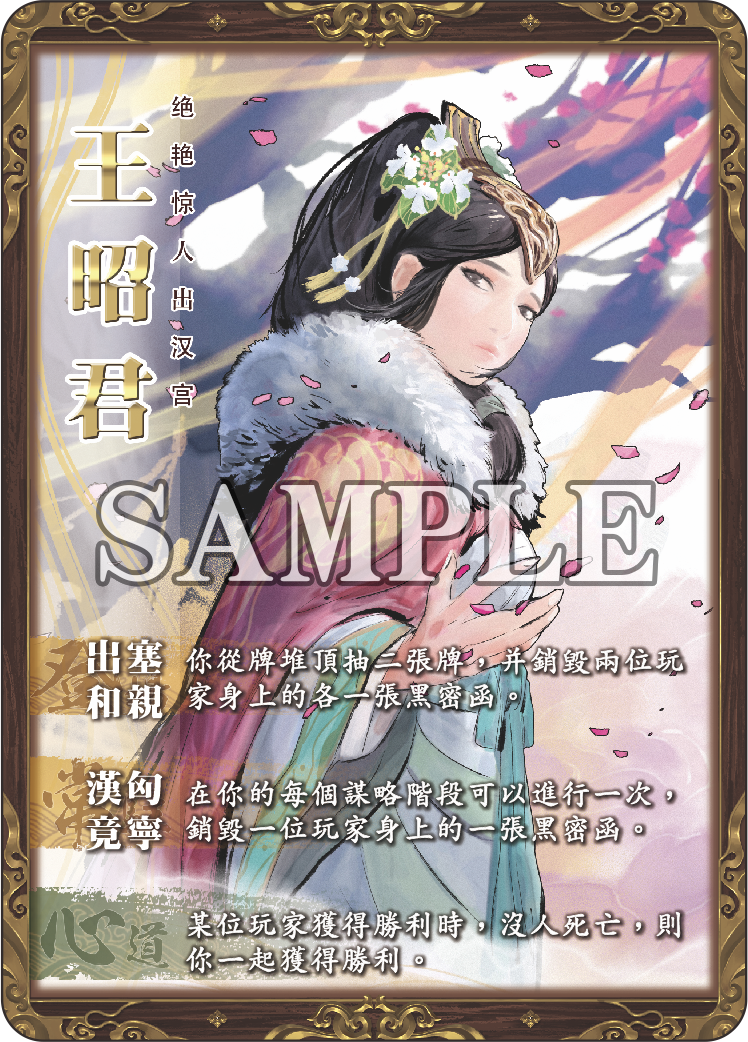 王昭君
绝艳惊人出汉宫
SAMPLE
登
出塞
和親
你從牌堆頂抽二張牌，并銷毀兩位玩
家身上的各一張黑密函。
常
漢匈
竟寧
在你的每個謀略階段可以進行一次，
銷毀一位玩家身上的一張黑密函。
心道
某位玩家獲得勝利時，沒人死亡，則
你一起獲得勝利。